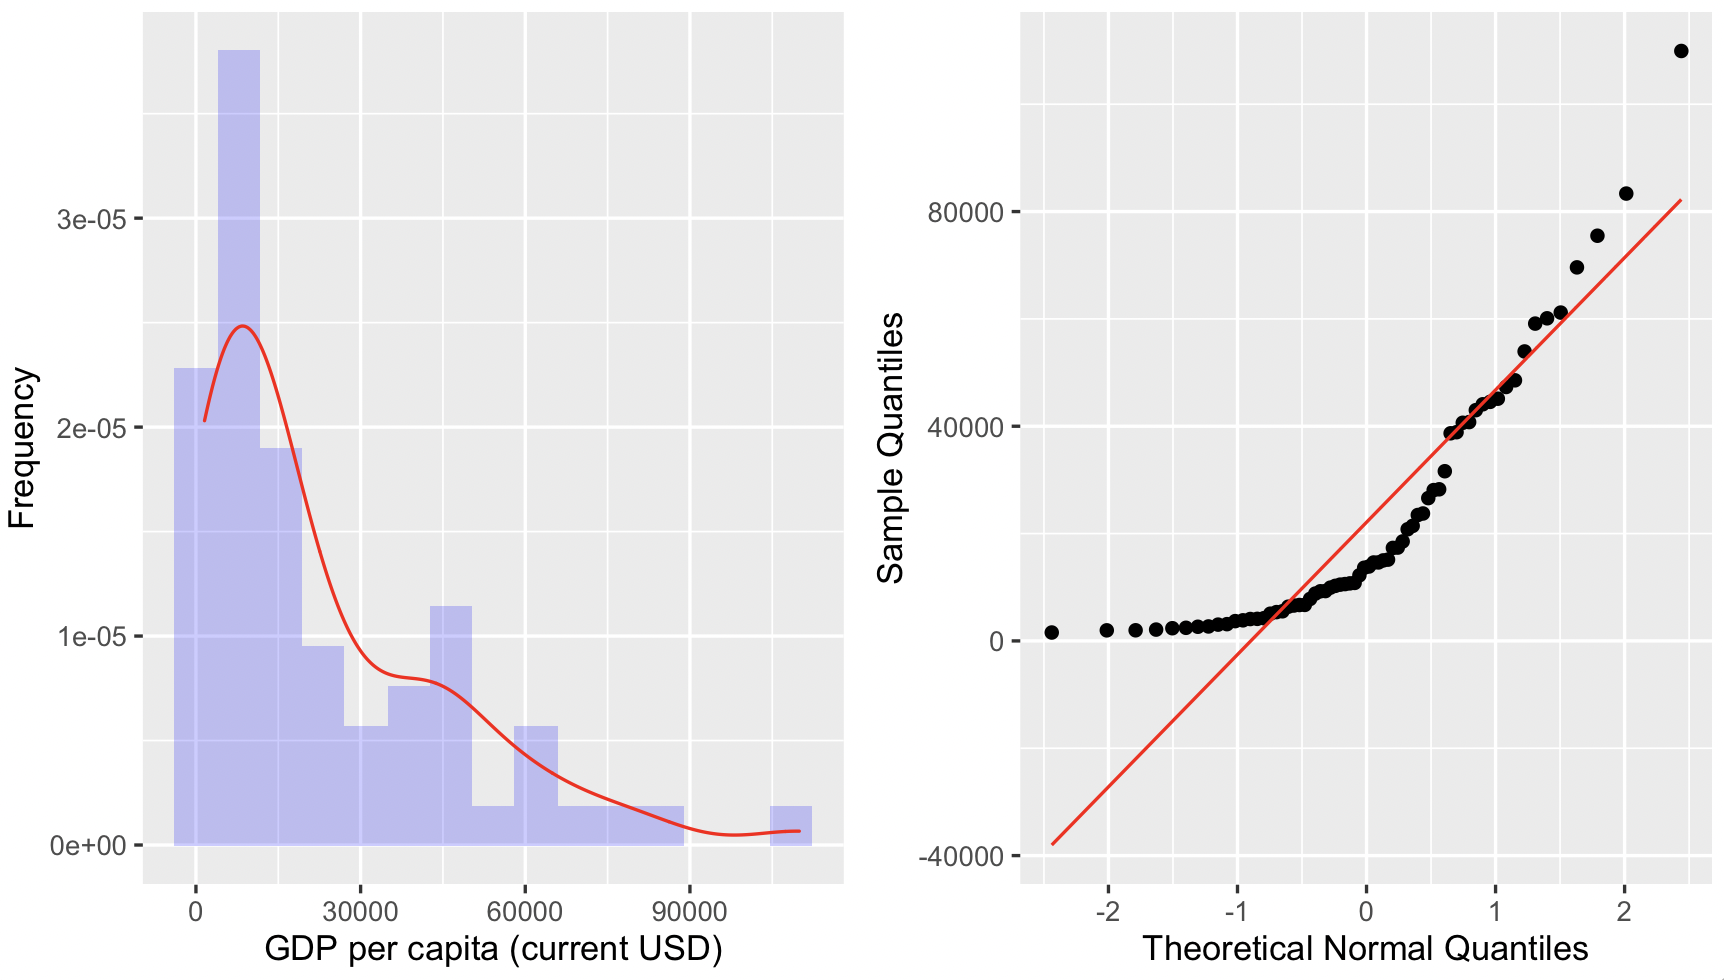 Frequency
3e-05
2e-05
1e-05
0e+00
0 30000 60000 90000
GDP per capita (current USD)
Sample Quantiles
80000
40000
0
-40000
-2 -1 0 1 2
Theoretical Normal Quantiles